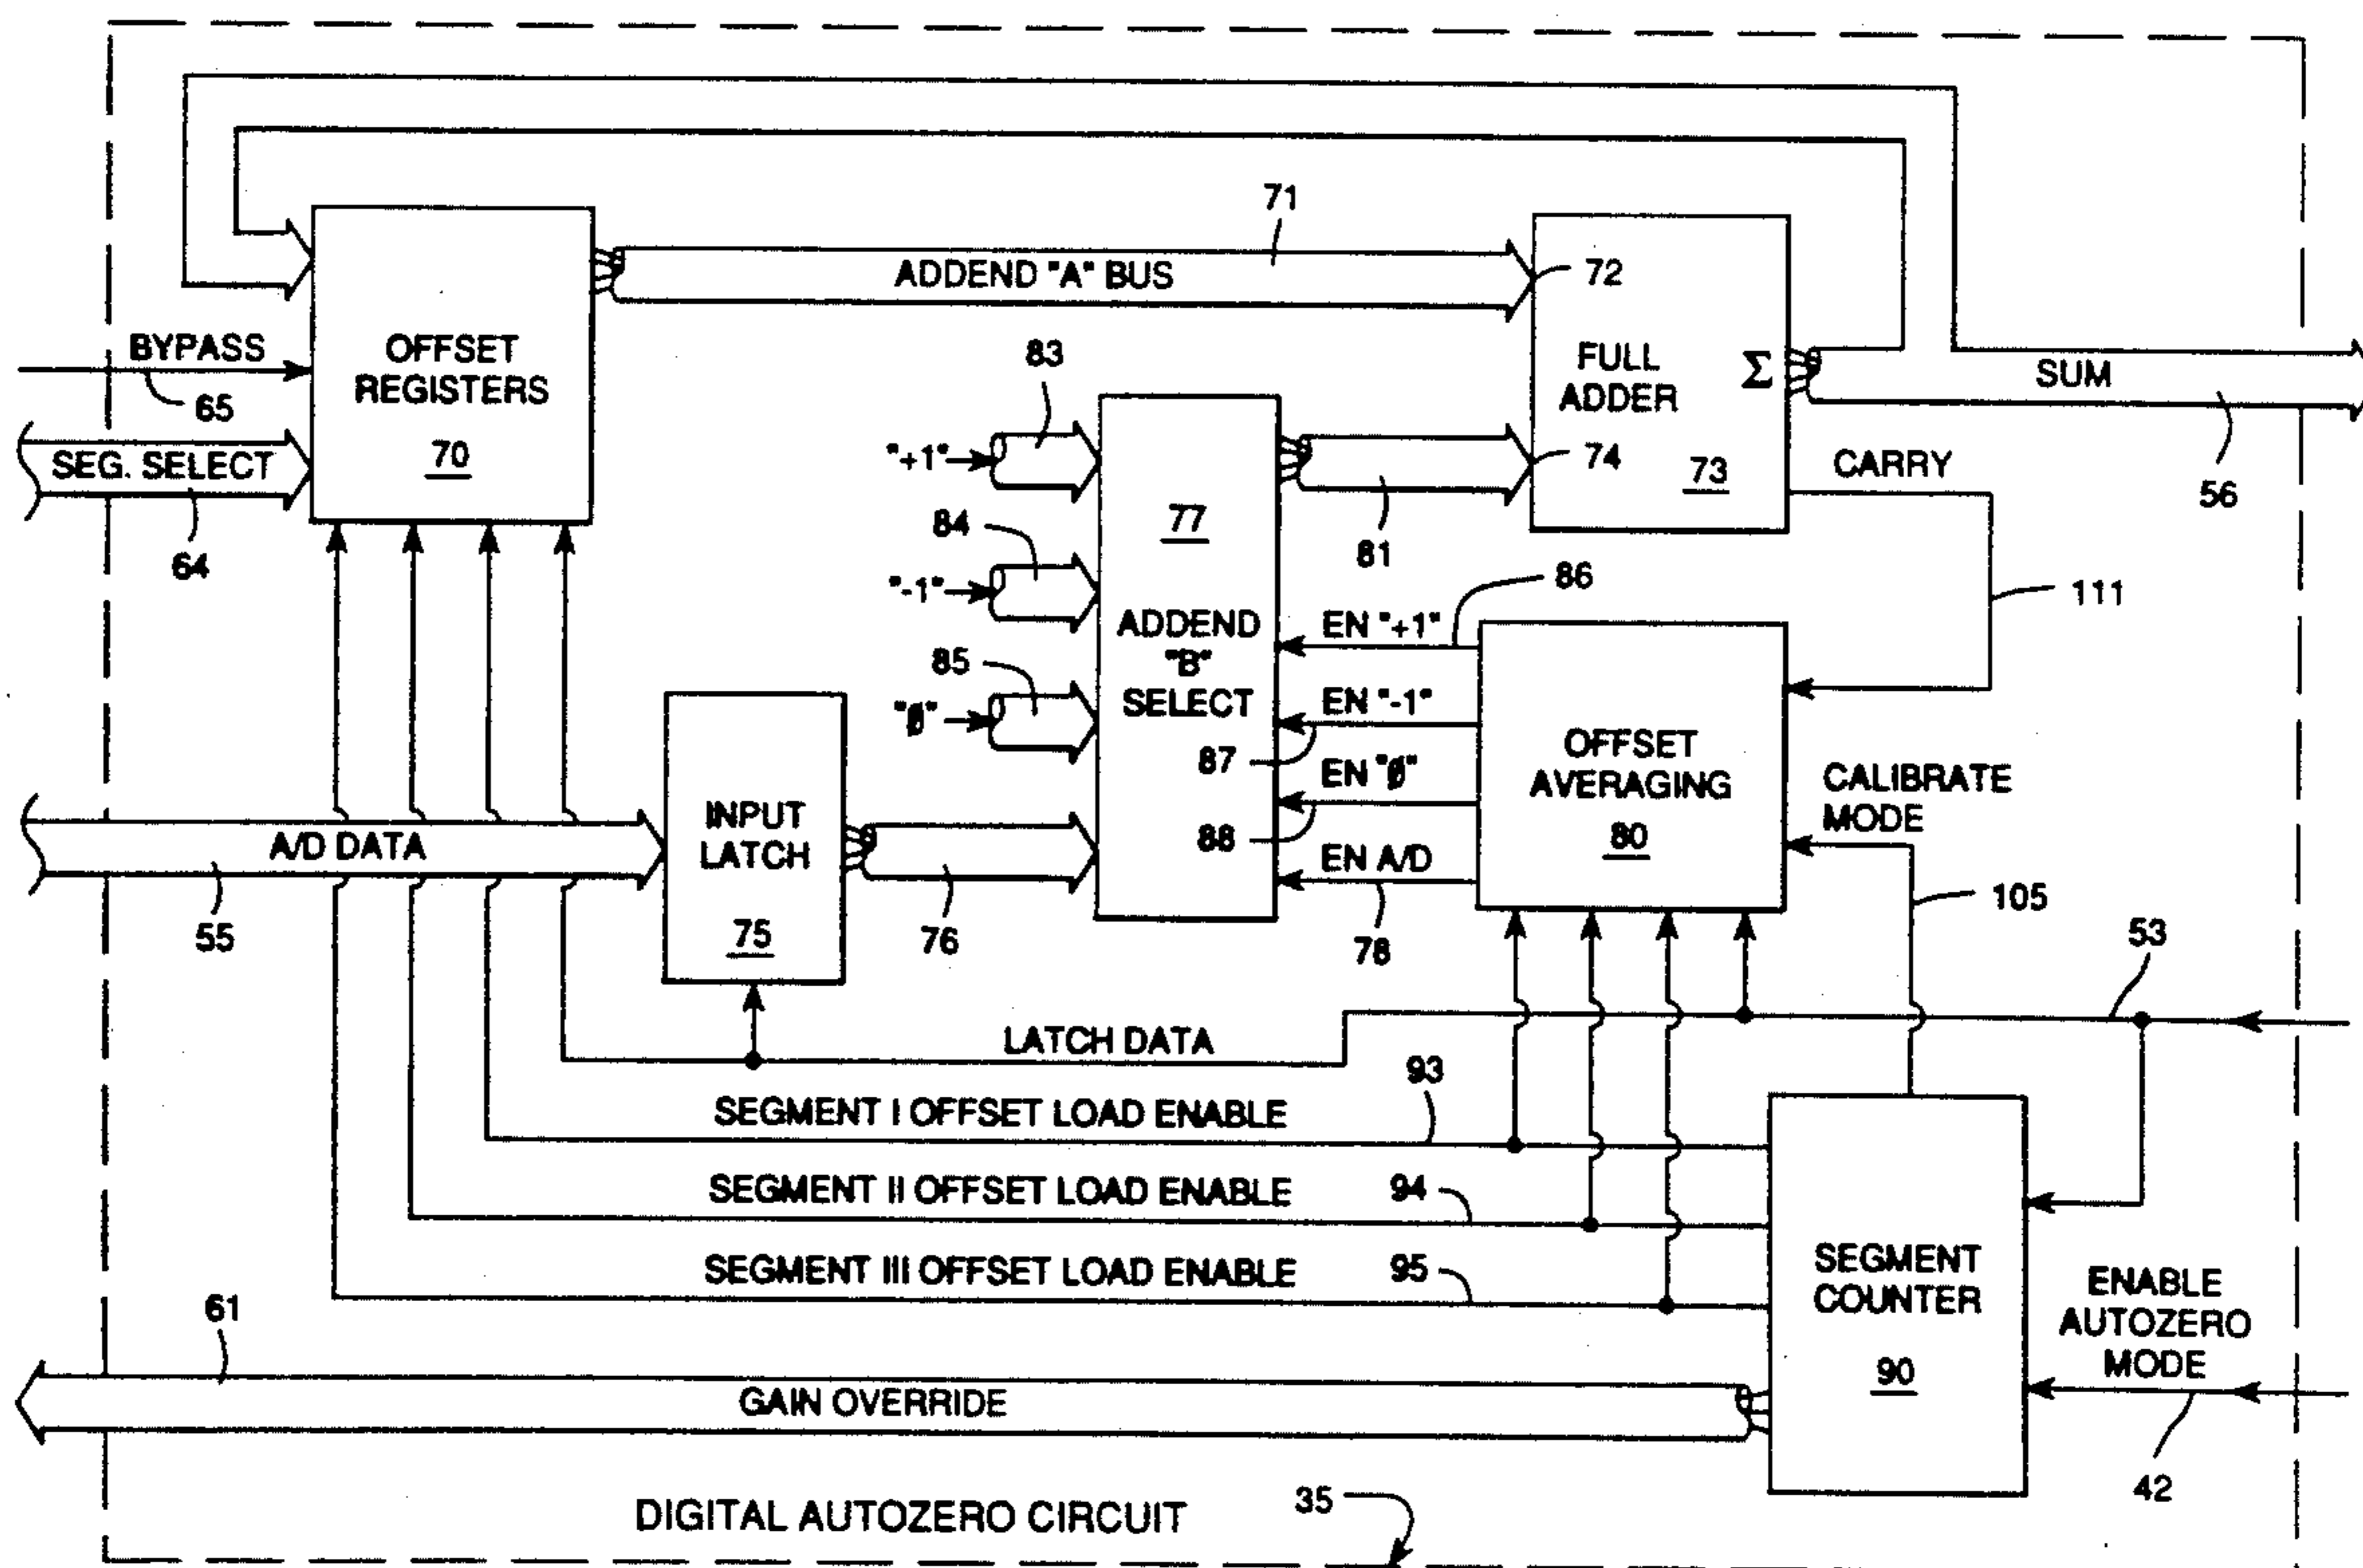 71
ADDEND "A" BUS
72
BYPASS
65
OFFSET
REGISTERS
70
SEG. SELECT
64
83
"+1"
84
"-1"
85
"Ø"
77
ADDEND
"B"
SELECT
81
FULL
ADDER
Σ
74
73
SUM
56
CARRY
111
EN "+1"
86
EN "-1"
87
EN "Ø"
88
EN A/D
78
OFFSET
AVERAGING
80
CALIBRATE
MODE
105
53
A/D DATA
55
INPUT
LATCH
75
76
LATCH DATA
93
SEGMENT I OFFSET LOAD ENABLE
SEGMENT II OFFSET LOAD ENABLE
94
SEGMENT III OFFSET LOAD ENABLE
95
SEGMENT
COUNTER
90
ENABLE
AUTOZERO
MODE
42
61
GAIN OVERRIDE
DIGITAL AUTOZERO CIRCUIT
35